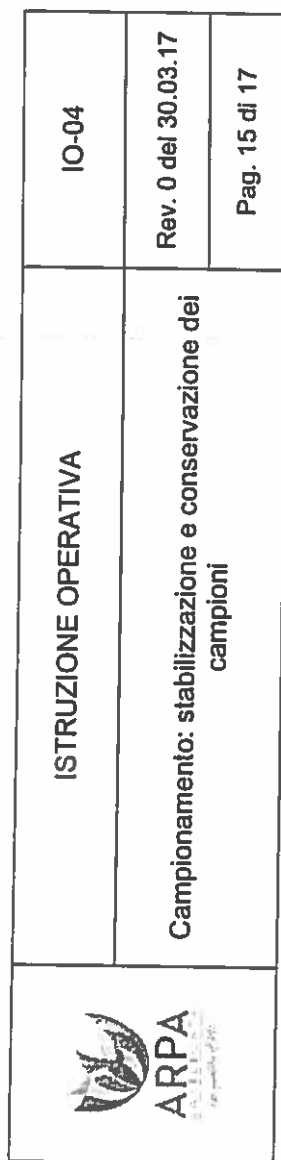 ARPA
ISTRUZIONE OPERATIVA
IO-04
Campionamento: stabilizzazione e conservazione dei
campioni
Rev. 0 del 30.03.17
Pag. 15 di 17